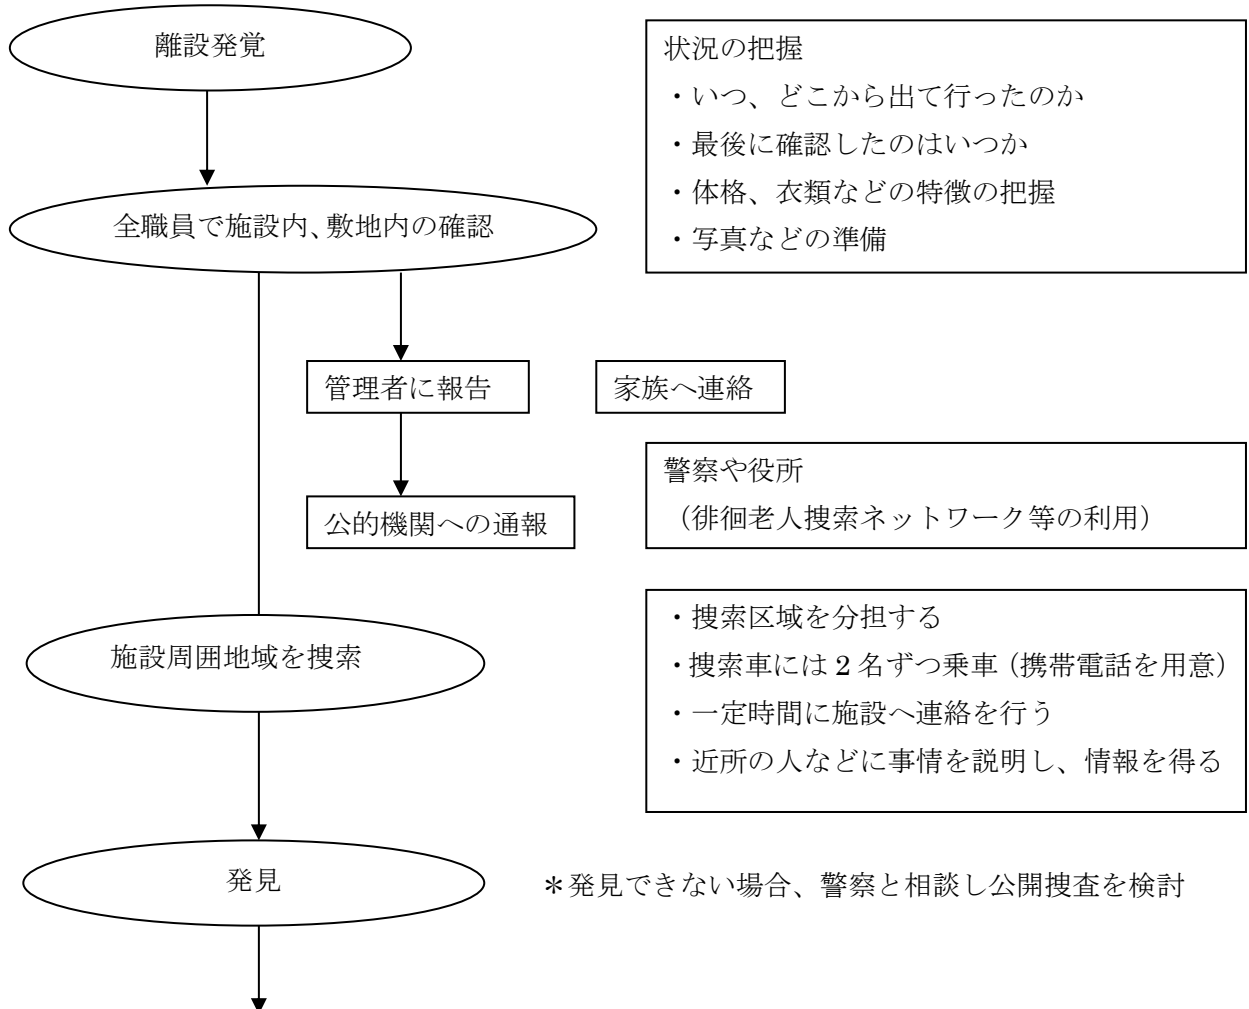 離設発覚
状況の把握
・いつ、どこから出て行ったのか
・最後に確認したのはいつか
・体格、衣類などの特徴の把握
・写真などの準備
全職員で施設内、敷地内の確認
管理者に報告
家族へ連絡
警察や役所
（徘徊老人捜索ネットワーク等の利用）
公的機関への通報
・捜索区域を分担する
・捜索車には 2 名ずつ乗車（携帯電話を用意）
・一定時間に施設へ連絡を行う
・近所の人などに事情を説明し、情報を得る
施設周囲地域を捜索
発見
＊発見できない場合、警察と相談し公開捜査を検討